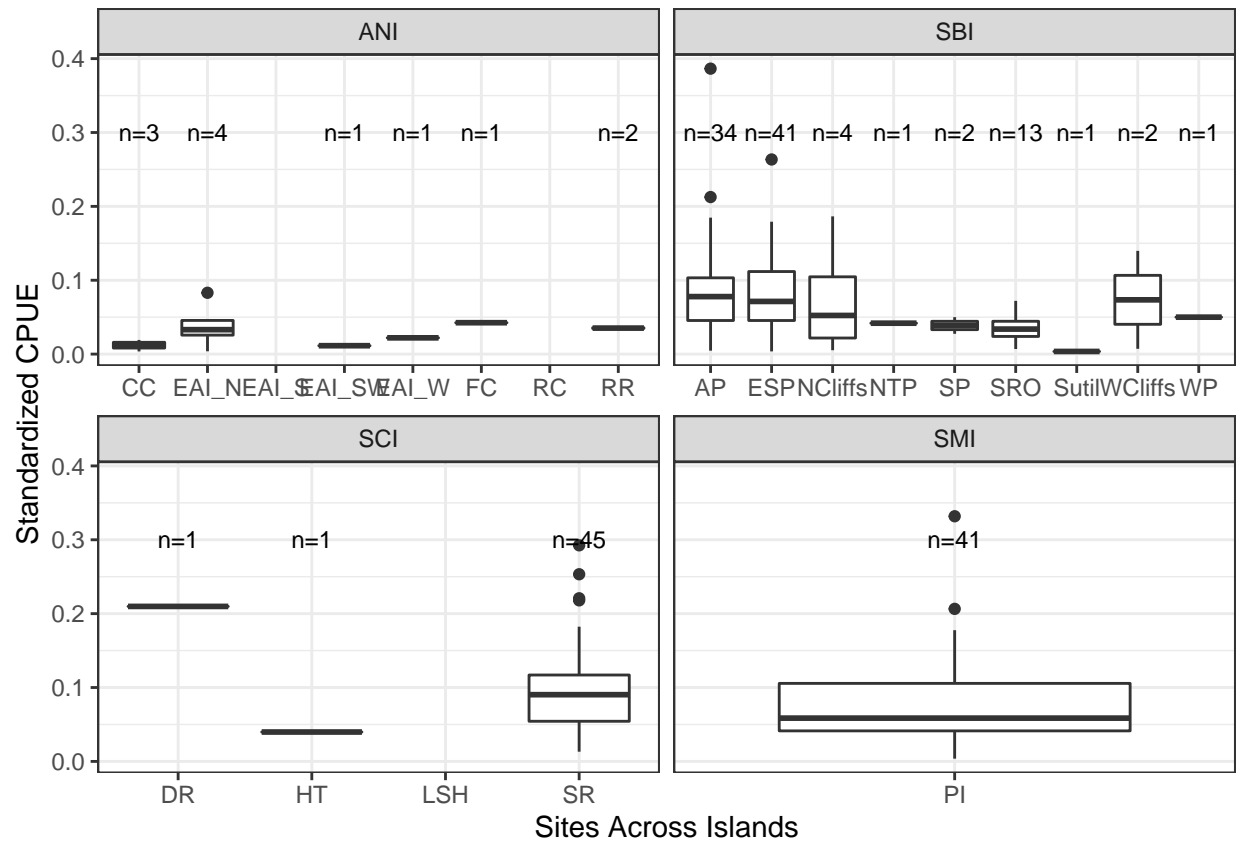 ANI
SBI
0.4
0.3
0.2
0.1
0.0
n=3 n=4 n=1 n=1 n=1 n=2
n=34 n=41 n=4 n=1 n=2 n=13 n=1 n=2 n=1
CC EAI_N EAI_S EAI_SW EAI_W FC RC RR
AP ESP NCliffs NTP SP SRO Sutil WCliffs WP
SCI
SMI
0.4
0.3
0.2
0.1
0.0
n=1 n=1 n=45
n=41
DR HT LSH SR
PI
Standardized CPUE
Sites Across Islands